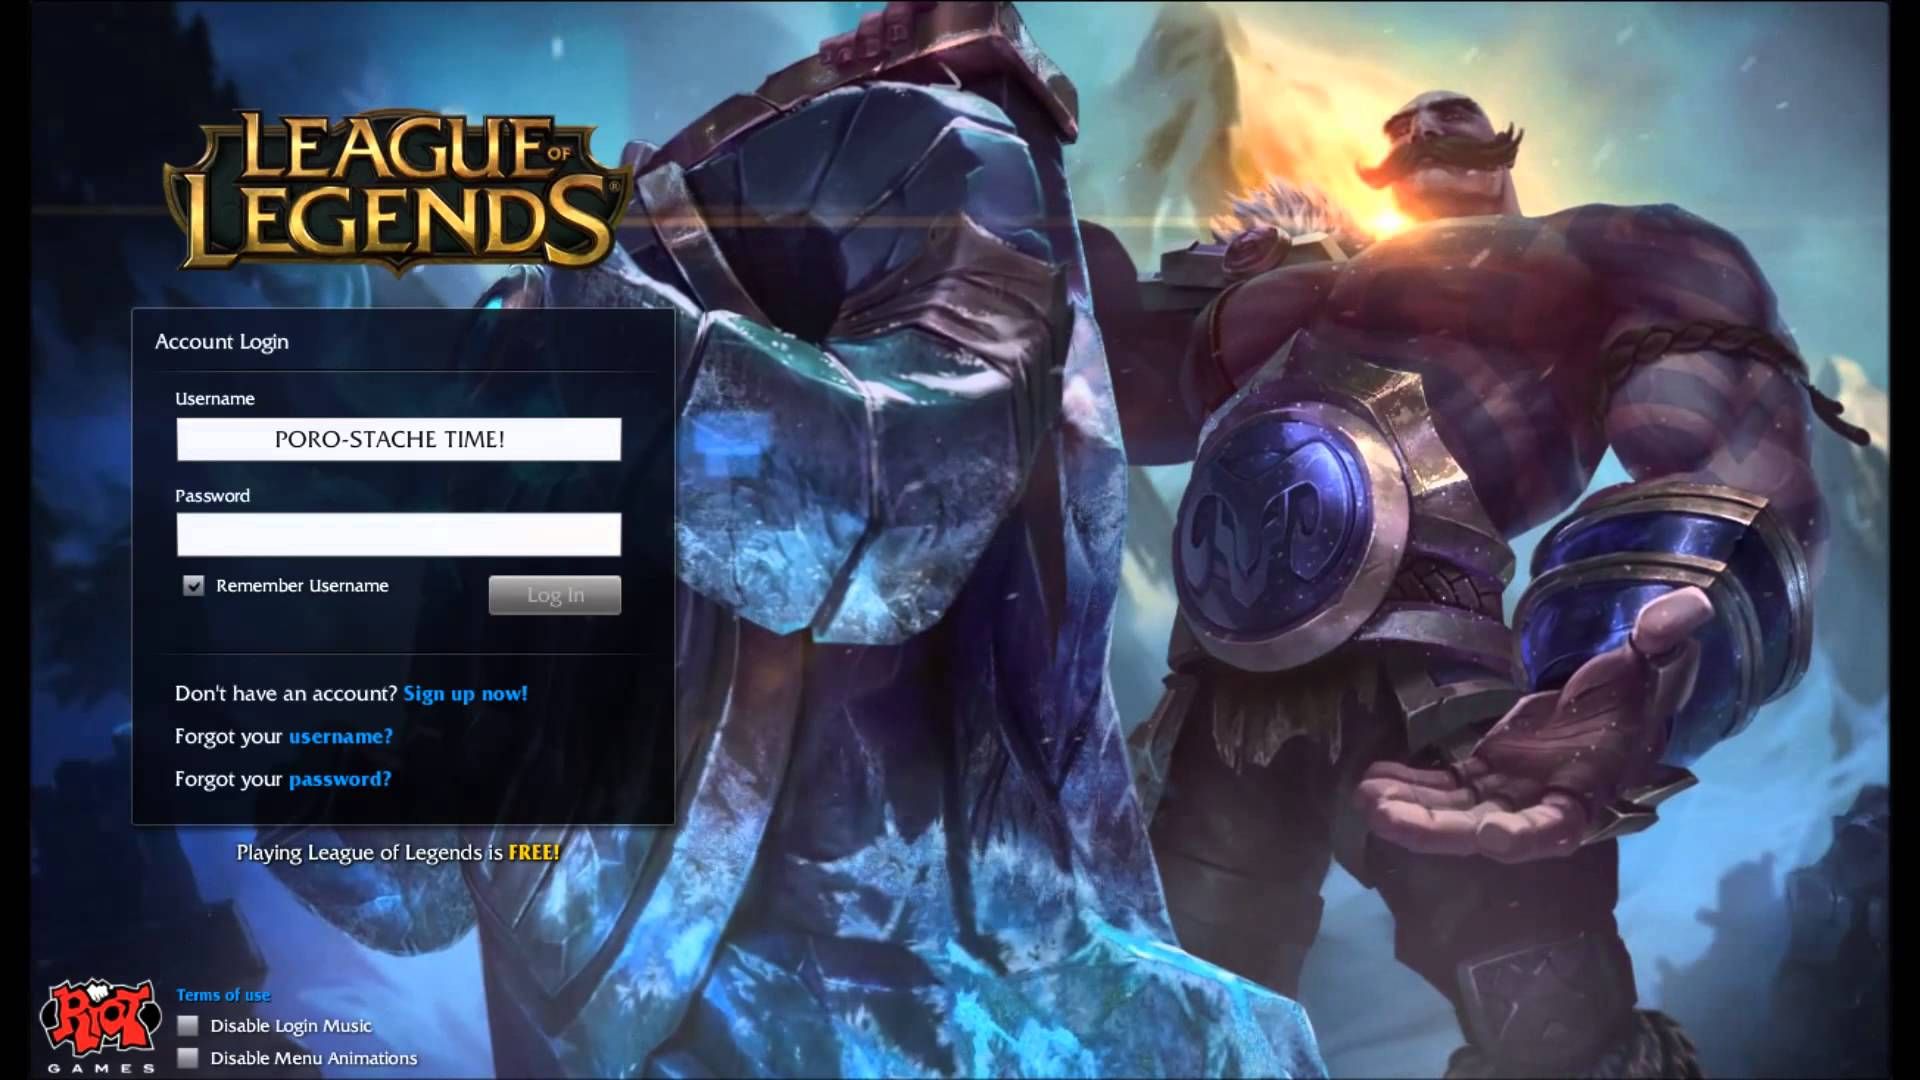 LEAGUE OF
LEGENDS®
Account Login
Username
PORO-STACHE TIME!
Password
Remember Username
Log In
Don't have an account? Sign up now!
Forgot your username?
Forgot your password?
Playing League of Legends is FREE!
RIOT
GAMES
Terms of use
Disable Login Music
Disable Menu Animations